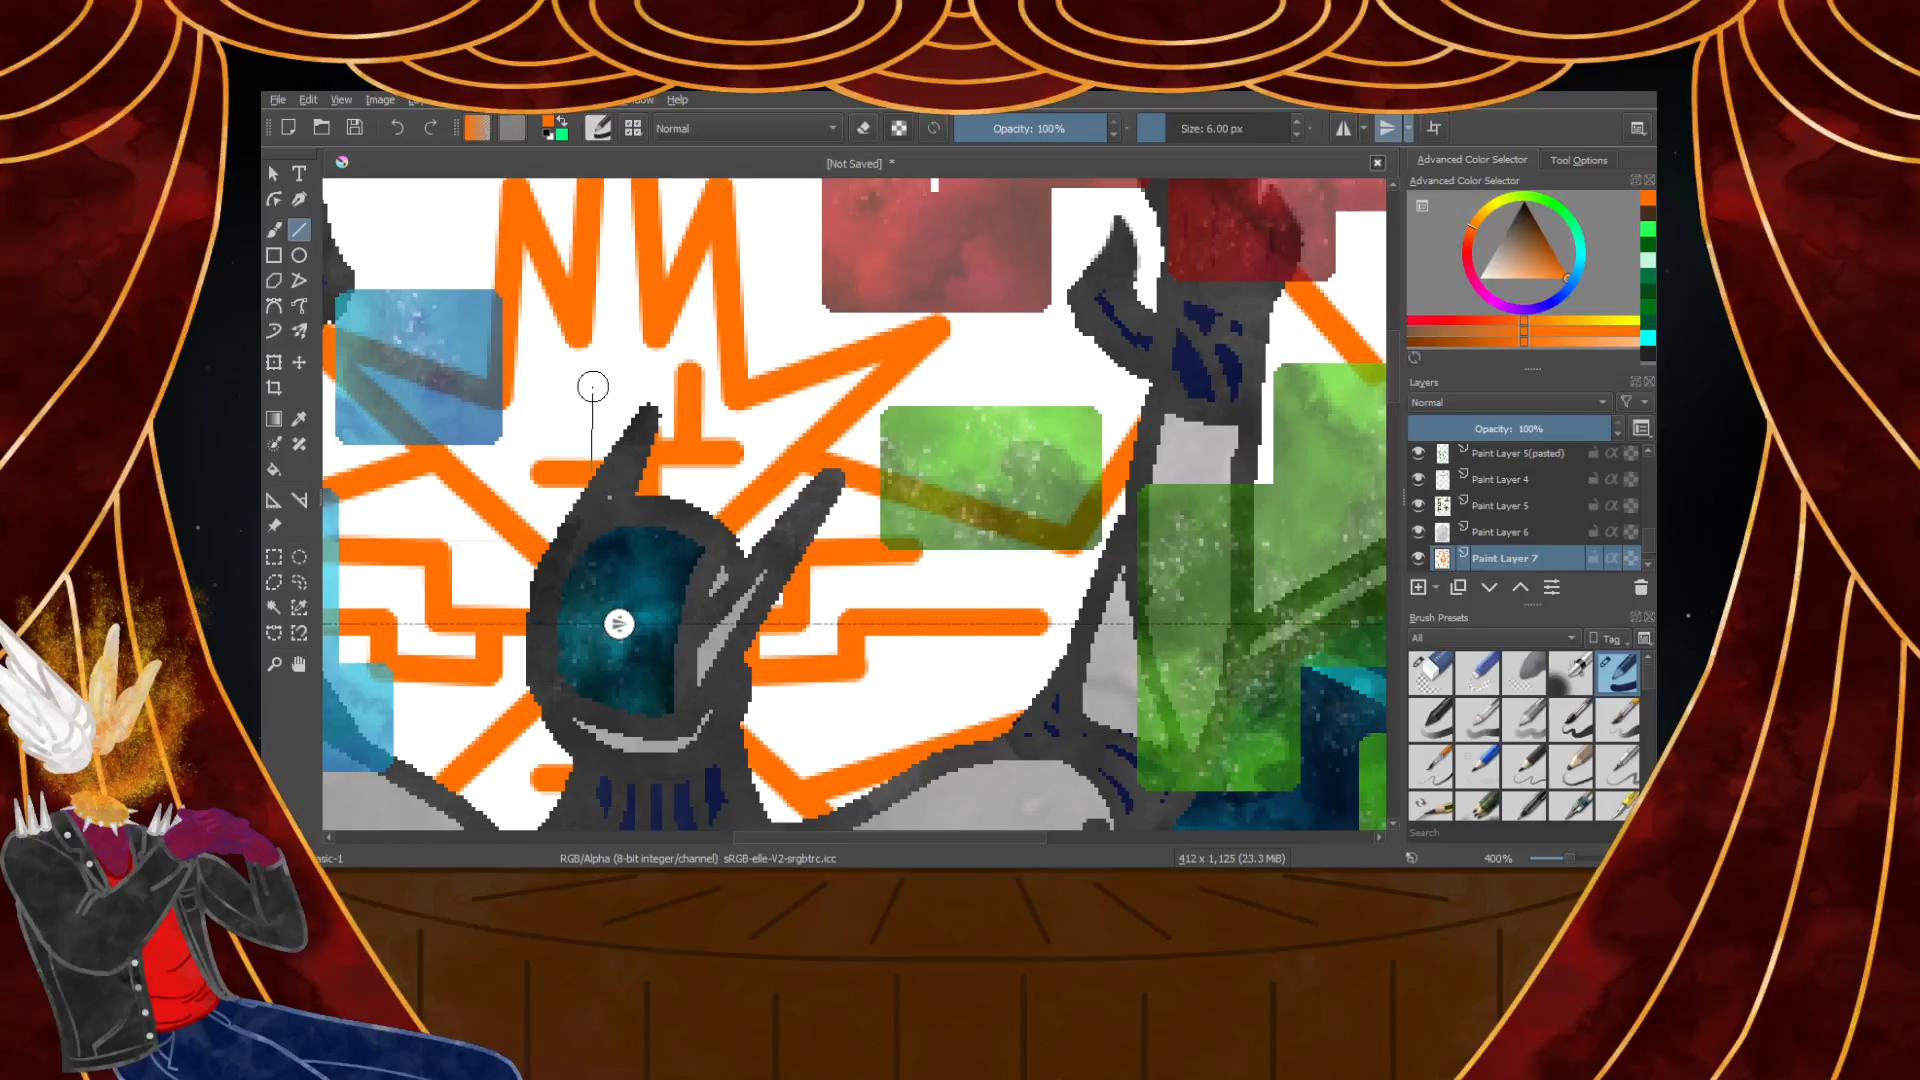 File Edit View Image
Help
Normal
Opacity: 100%
Size: 6.00 px
[Not Saved] *
Advanced Color Selector
Tool Options
Advanced Color Selector
Layers
Normal
Opacity: 100%
Paint Layer 5(pasted)
Paint Layer 4
Paint Layer 5
Paint Layer 6
Paint Layer 7
Brush Presets
All
Tag
Search
asic-1
RGB/Alpha (8-bit integer/channel) sRGB-elle-V2-srgbtrc.icc
412 x 1,125 (23.3 MiB)
400%